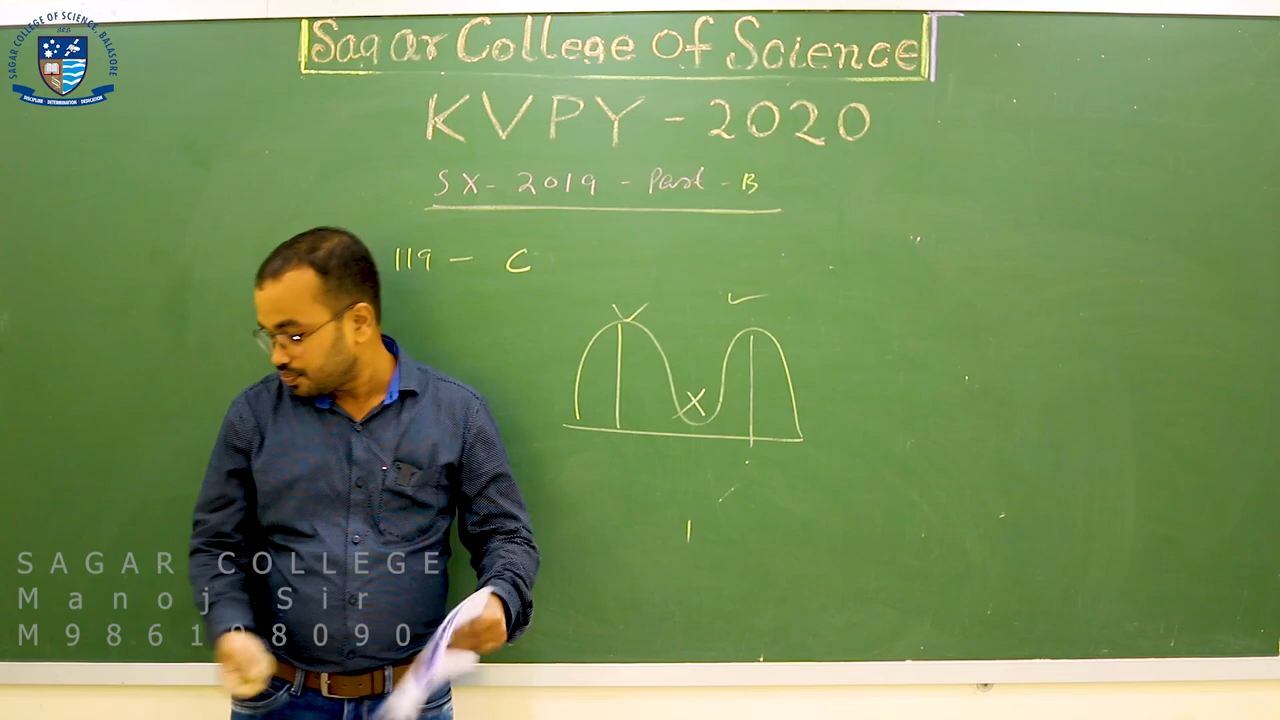 SAGAR COLLEGE OF SCIENCE, BALASORE
DISCIPLINE DETERMINATION DEDICATION
Sagar College Of Science
KVPY - 2020
SX - 2019 - Part - B
119 - C
SAGAR COLLEGE
Manoj Sir